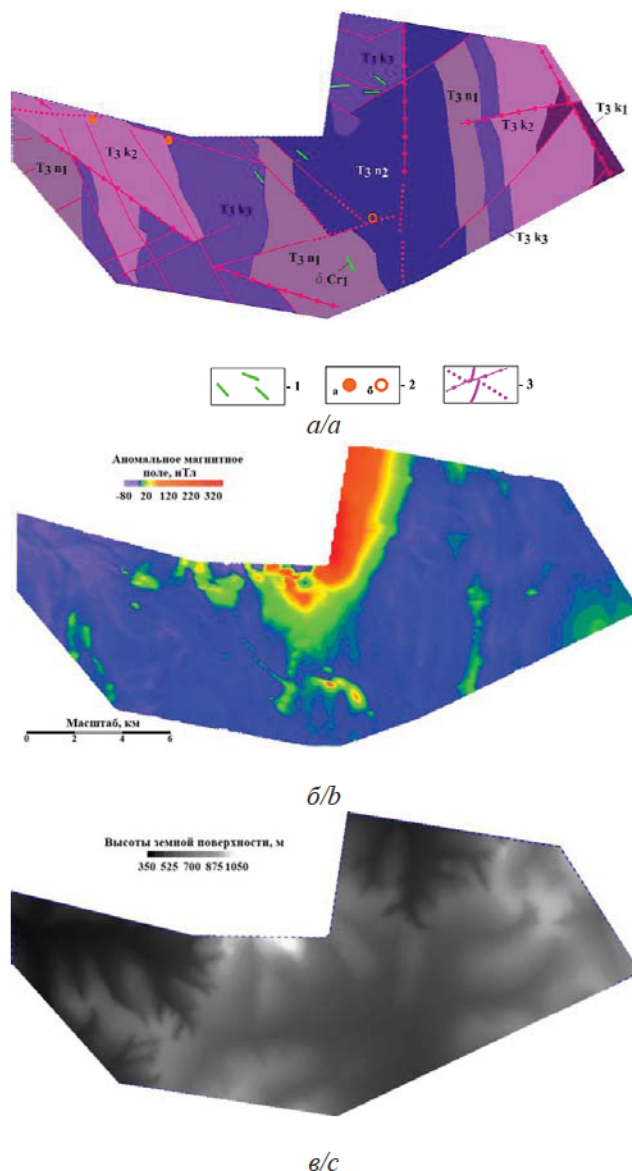 T3 k3
T3 n1
T3 k1
T3 k2
T3 k2
T3 n1
T3 n2
T3 k3
T3 k3
T3 n1
δ Cr1
- 1
а
б
- 2
- 3
а/а
Аномальное магнитное
поле, нТл
-80 20 120 220 320
Масштаб, км
0 2 4 6
б/b
Высоты земной поверхности, м
350 525 700 875 1050
в/с